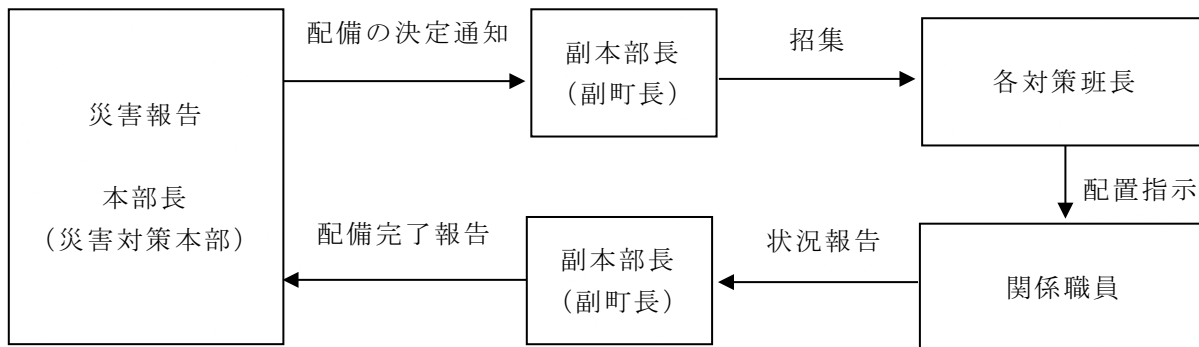 配備の決定通知
副本部長
（副町長）
招集
各対策班長
災害報告
本部長
（災害対策本部）
配置指示
配備完了報告
副本部長
（副町長）
状況報告
関係職員